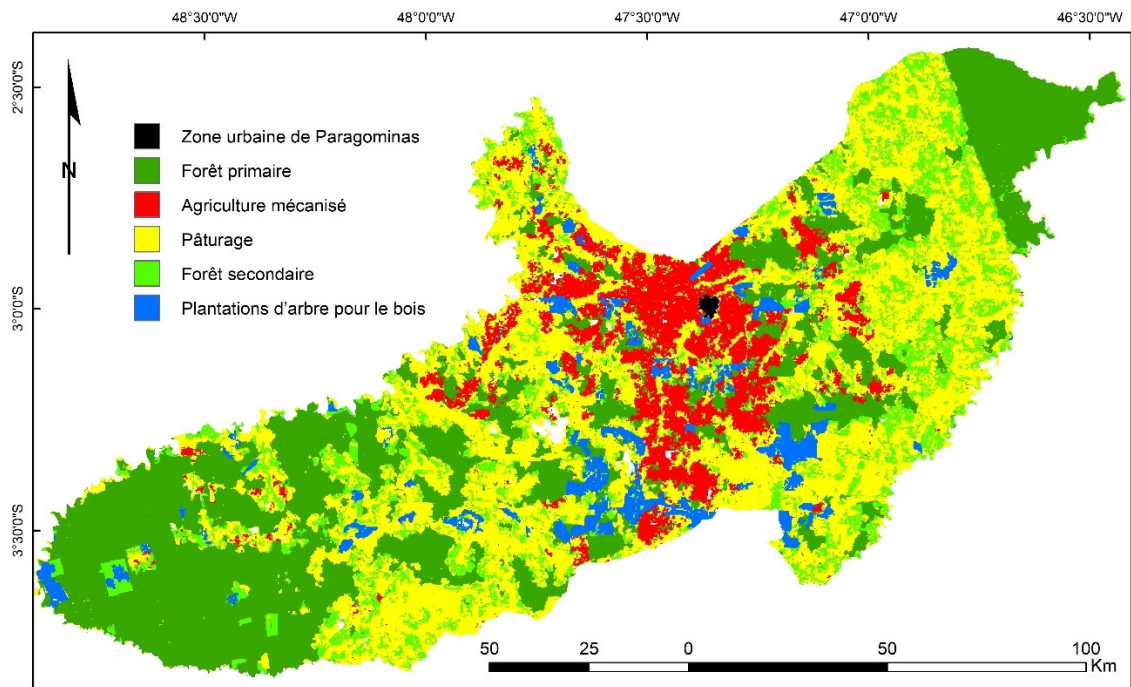 48°30'0"W 48°0'0"W 47°30'0"W 47°0'0"W 46°30'0"W
2°30'0"S
3°0'0"S
3°30'0"S
N
Zone urbaine de Paragominas
Forêt primaire
Agriculture mécanisé
Pâturage
Forêt secondaire
Plantations d'arbre pour le bois
50 25 0 50 100
Km